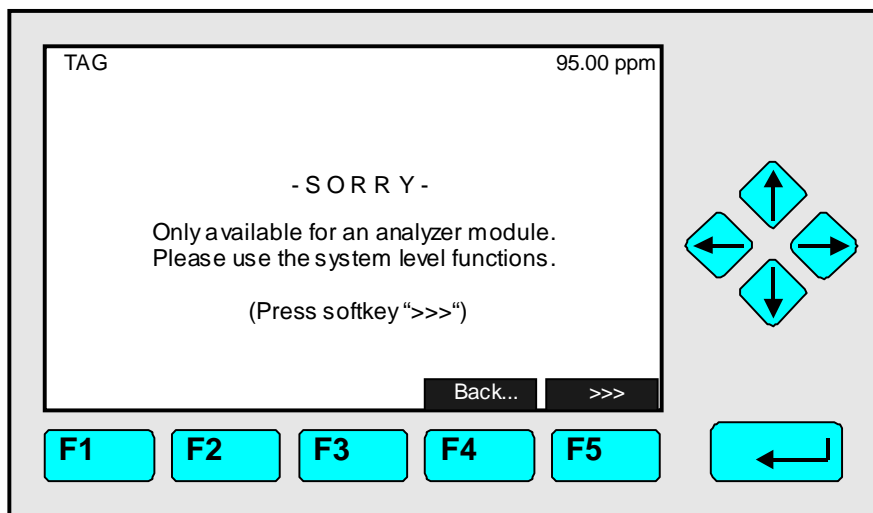 TAG 95.00 ppm
- S O R R Y -
Only available for an analyzer module.
Please use the system level functions.
(Press softkey “>>>“)
Back... >>>
F1 F2 F3 F4 F5